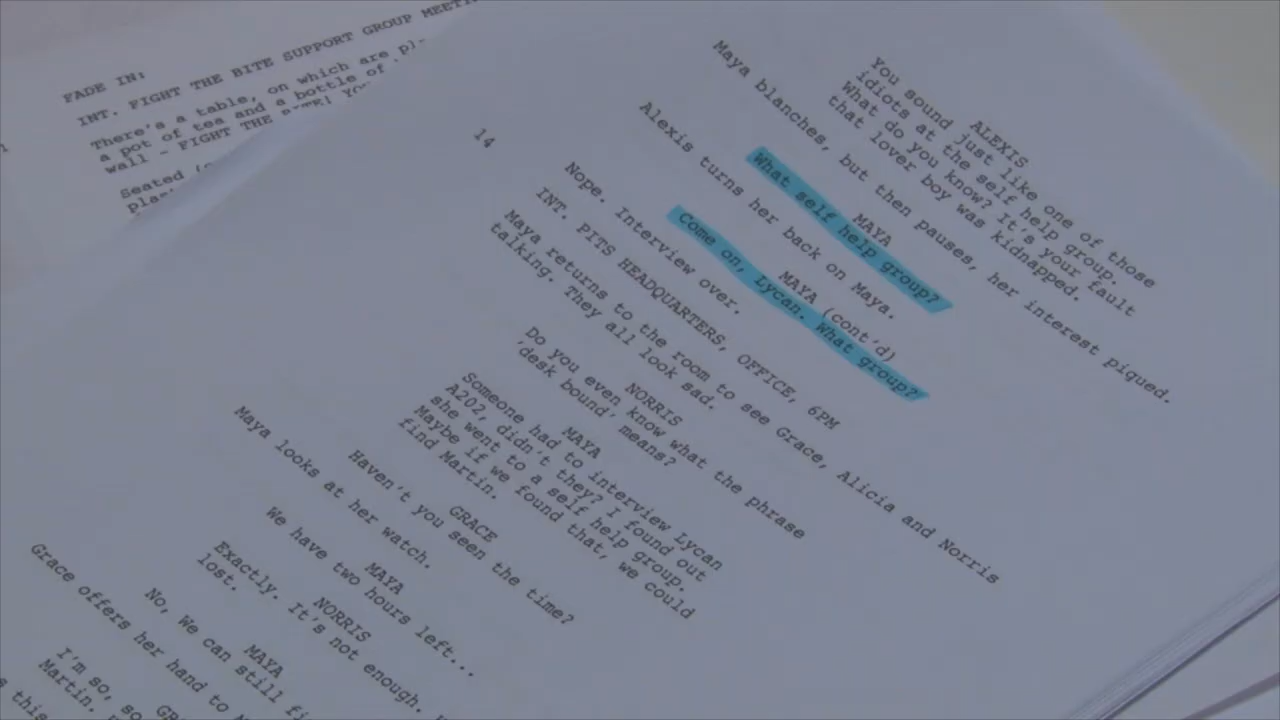 FADE IN:
INT. FIGHT THE BITE SUPPORT GROUP
There's a table, on which are
a pot of tea and a bottle of
wall - FIGHT THE BITE!
Seated
ALEXIS
You sound just like one of those
idiots at the self help group.
What do you know? It's your fault
that lover boy was kidnapped.
Maya blanches, but then pauses, her interest piqued.
MAYA
What self help group?
Alexis turns her back on Maya.
MAYA (cont'd)
Come on, Lycan. What group?
14
Nope. Interview over.
INT. PITS HEADQUARTERS, OFFICE, 6PM
Maya returns to the room to see Grace, Alicia and Norris
talking. They all look sad.
NORRIS
Do you even know what the phrase
'desk bound' means?
MAYA
Someone had to interview Lycan
A202, didn't they? I found out
she went to a self help group.
Maybe if we found that, we could
find Martin.
GRACE
Haven't you seen the time?
Maya looks at her watch.
MAYA
We have two hours left...
NORRIS
Exactly. It's not enough.
lost.
MAYA
No, We can still
Grace offers her hand to
I'm so,
Martin.
this